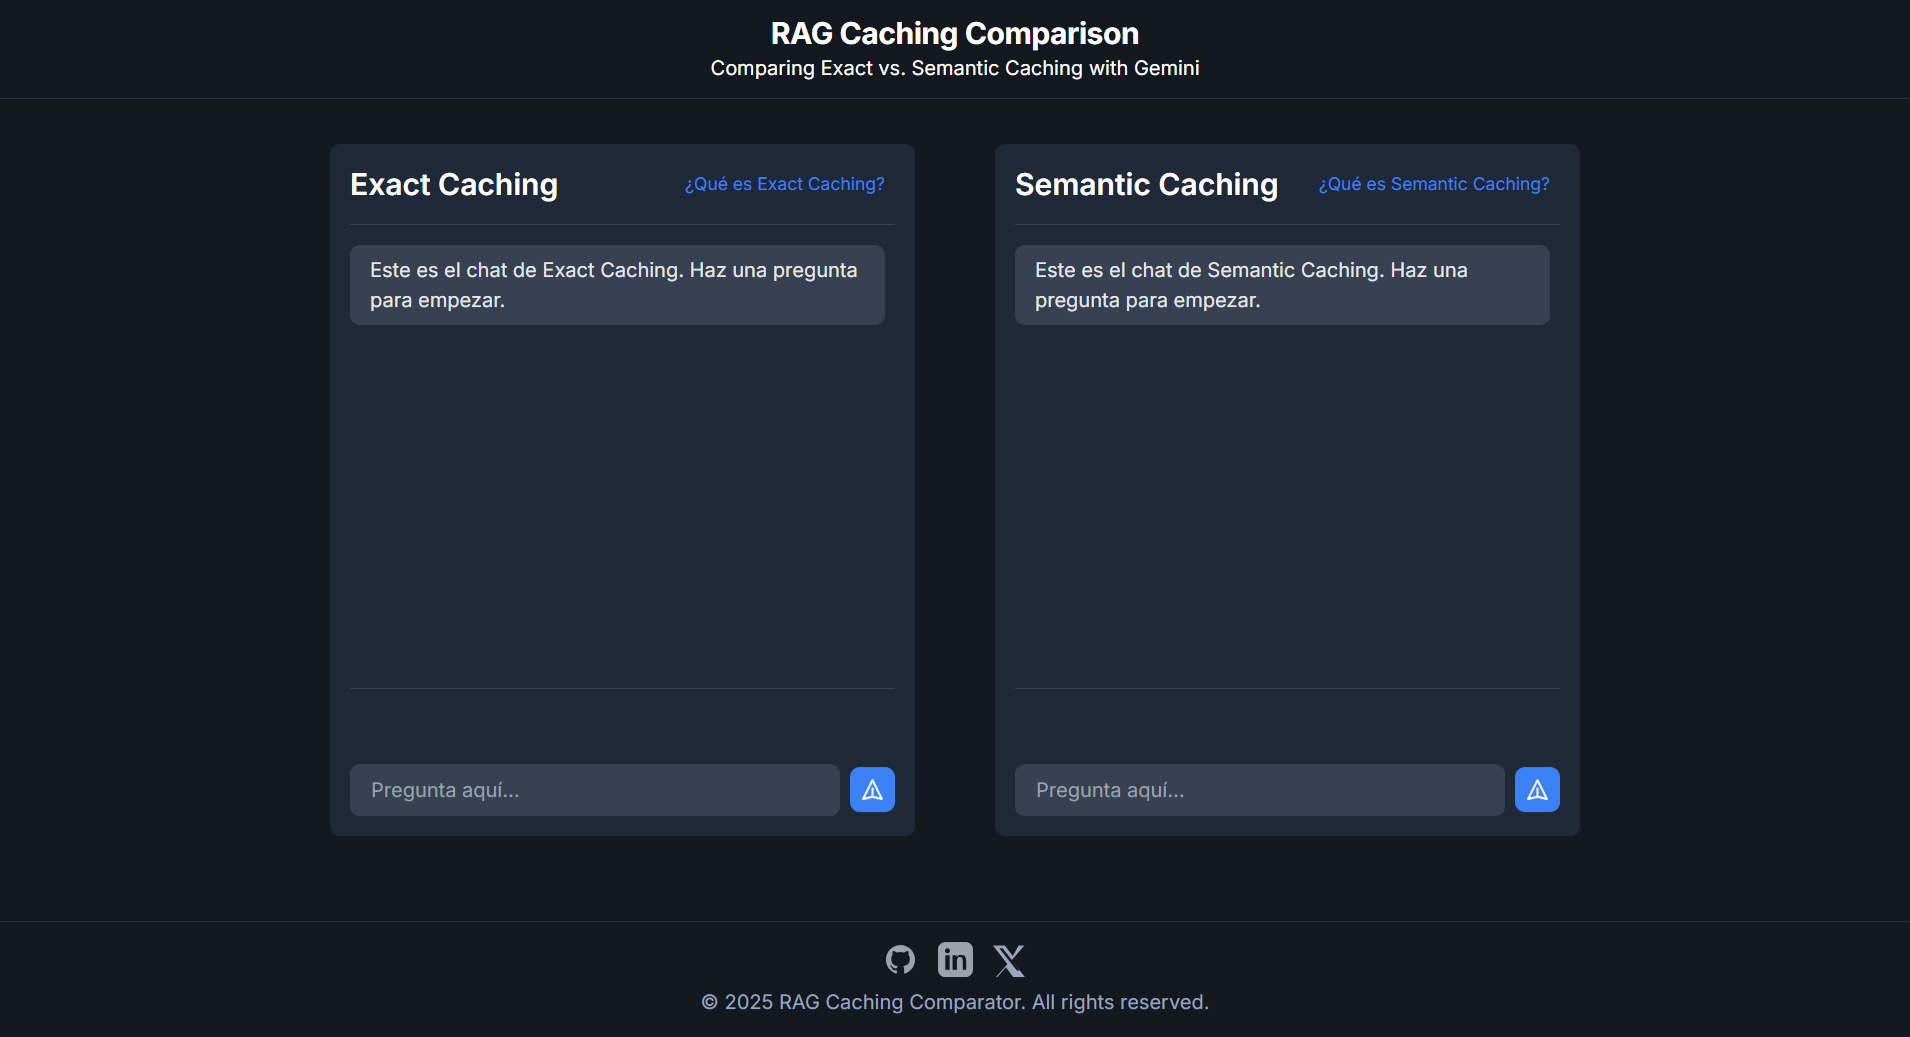 RAG Caching Comparison
Comparing Exact vs. Semantic Caching with Gemini
Exact Caching
¿Qué es Exact Caching?
Este es el chat de Exact Caching. Haz una pregunta
para empezar.
Pregunta aquí...
Semantic Caching
¿Qué es Semantic Caching?
Este es el chat de Semantic Caching. Haz una
pregunta para empezar.
Pregunta aquí...
in
© 2025 RAG Caching Comparator. All rights reserved.